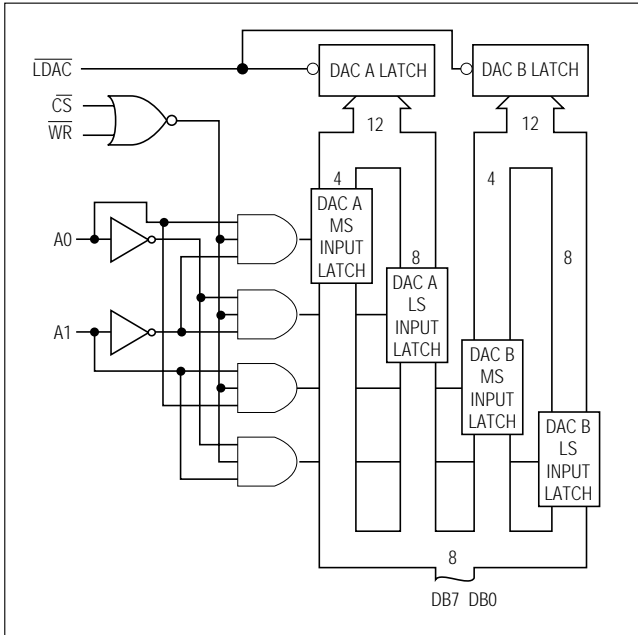 LDAC
DAC A LATCH
DAC B LATCH
CS
WR
12
12
4
4
A0
DAC A
MS
INPUT
LATCH
8
8
DAC A
LS
INPUT
LATCH
A1
DAC B
MS
INPUT
LATCH
DAC B
LS
INPUT
LATCH
8
DB7 DB0